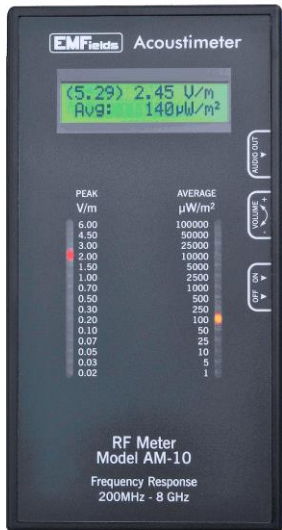 EMFields Acoustimeter
(5.29) 2.45 V/m
Avg: 140µW/m²
AUDIO OUT
PEAK AVERAGE
V/m µW/m²
6.00 100000
4.50 50000
3.00 25000
2.00 10000
1.50 5000
1.00 2500
0.70 1000
0.50 500
0.30 250
0.20 100
0.10 50
0.07 25
0.05 10
0.03 5
0.02 1
- VOLUME +
OFF ON
RF Meter
Model AM-10
Frequency Response
200MHz - 8 GHz